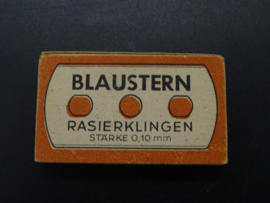 BLAUSTERN
RASIERKLINGEN
STÄRKE 0,10 mm